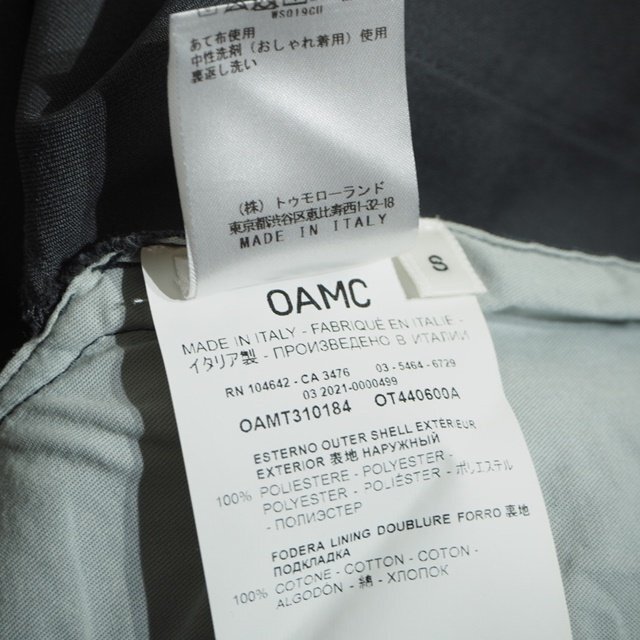 WS019CU
あて布使用
中性洗剤(おしゃれ着用)使用
裏返し洗い
(株)トゥモローランド
東京都渋谷区恵比寿西1-32-18
MADE IN ITALY
S
OAMC
MADE IN ITALY - FABRIQUÉ EN ITALIE -
イタリア製 - ПРОИЗВЕДЕНО В ИТАЛИИ
RN 104642 - CA 3476 03 - 5464 - 6729
03 2021-0000499
OAMT310184 OT440600A
ESTERNO OUTER SHELL EXTÉRIEUR
EXTERIOR 表地 НАРУЖНЫЙ
100% POLIESTERE - POLYESTER -
POLYESTER - POLIÉSTER - ポリエステル
- ПОЛИЭСТЕР
FODERA LINING DOUBLURE FORRO 裏地
ПОДКЛАДКА
100% COTONE - COTTON - COTON -
ALGODÓN - 綿 - ХЛОПОК